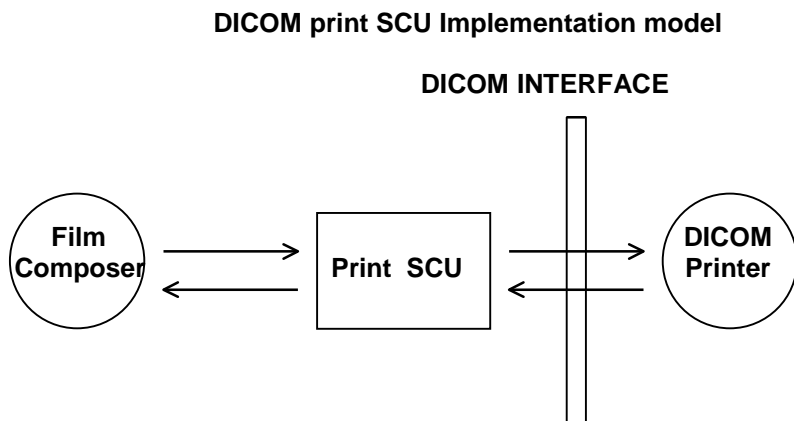 DICOM print SCU Implementation model
DICOM INTERFACE
Film
Composer
Print SCU
DICOM
Printer